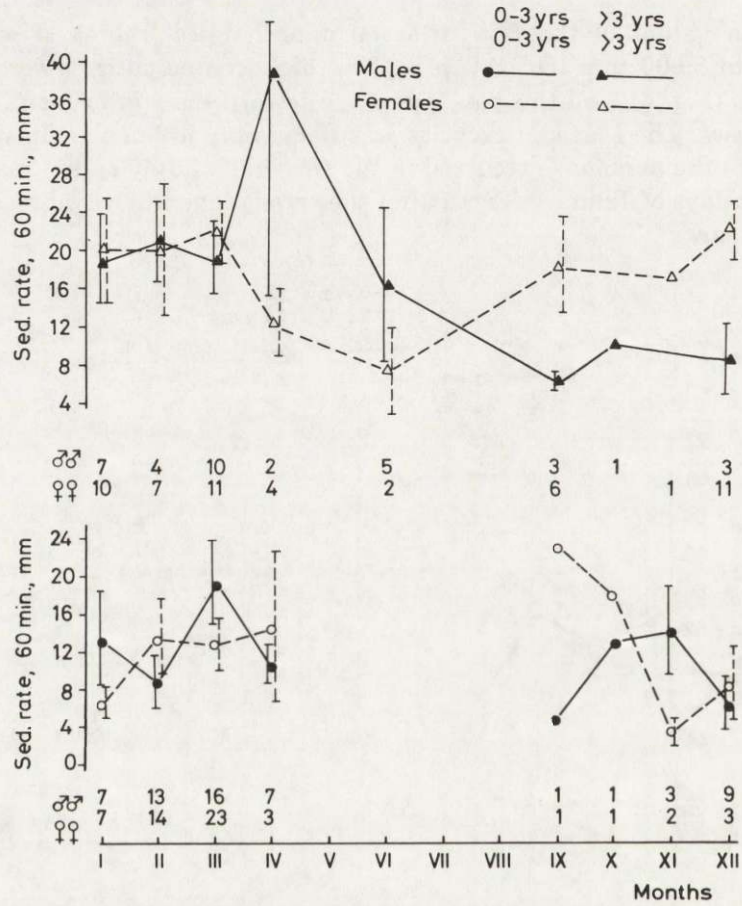 0-3 yrs >3 yrs
0-3 yrs >3 yrs
Males
Females
Sed. rate, 60 min., mm
40
36
32
28
24
20
16
12
8
4
♂♂ 7 4 10 2 5 3 1 3
♀♀ 10 7 11 4 2 6 1 11
Sed. rate, 60 min., mm
24
20
16
12
8
4
0
♂♂ 7 13 16 7 1 1 3 9
♀♀ 7 14 23 3 1 1 2 3
I II III IV V VI VII VIII IX X XI XII
Months